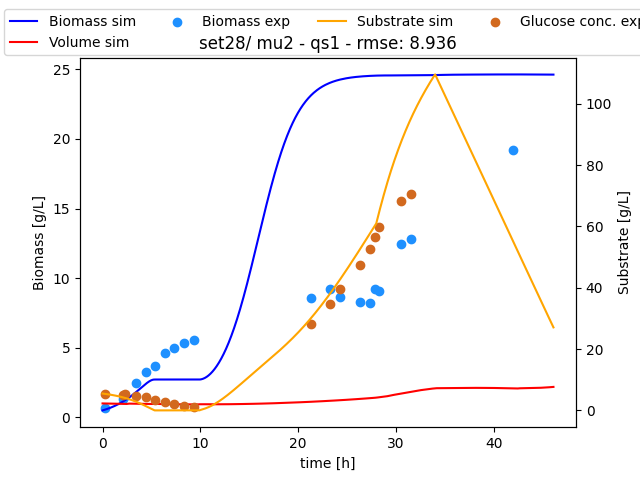 Biomass sim Biomass exp Substrate sim Glucose conc. exp
Volume sim
set28/ mu2 - qs1 - rmse: 8.936
25
20
15
10
5
0
Biomass [g/L]
100
80
60
40
20
0
Substrate [g/L]
0 10 20 30 40
time [h]